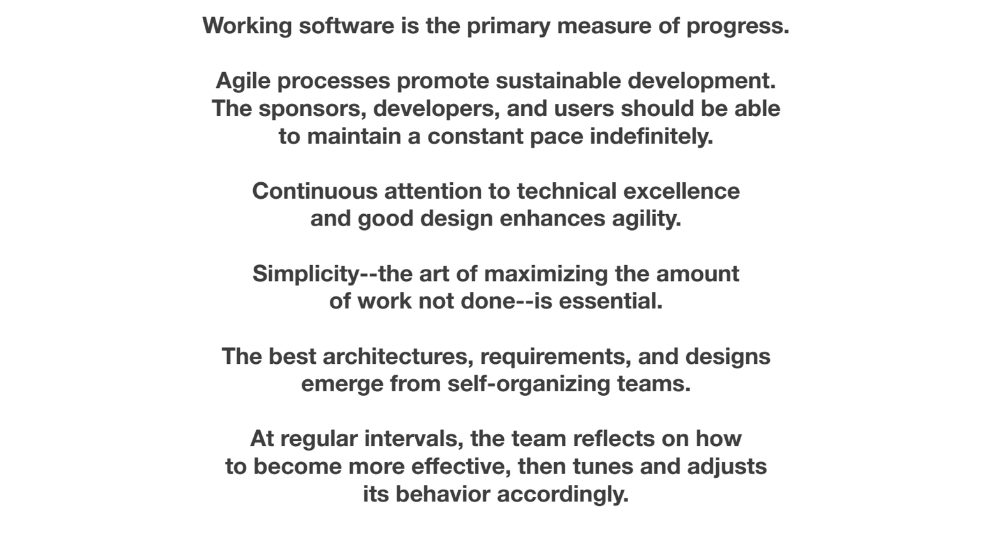 Working software is the primary measure of progress.
Agile processes promote sustainable development.
The sponsors, developers, and users should be able
to maintain a constant pace indefinitely.
Continuous attention to technical excellence
and good design enhances agility.
Simplicity--the art of maximizing the amount
of work not done--is essential.
The best architectures, requirements, and designs
emerge from self-organizing teams.
At regular intervals, the team reflects on how
to become more effective, then tunes and adjusts
its behavior accordingly.